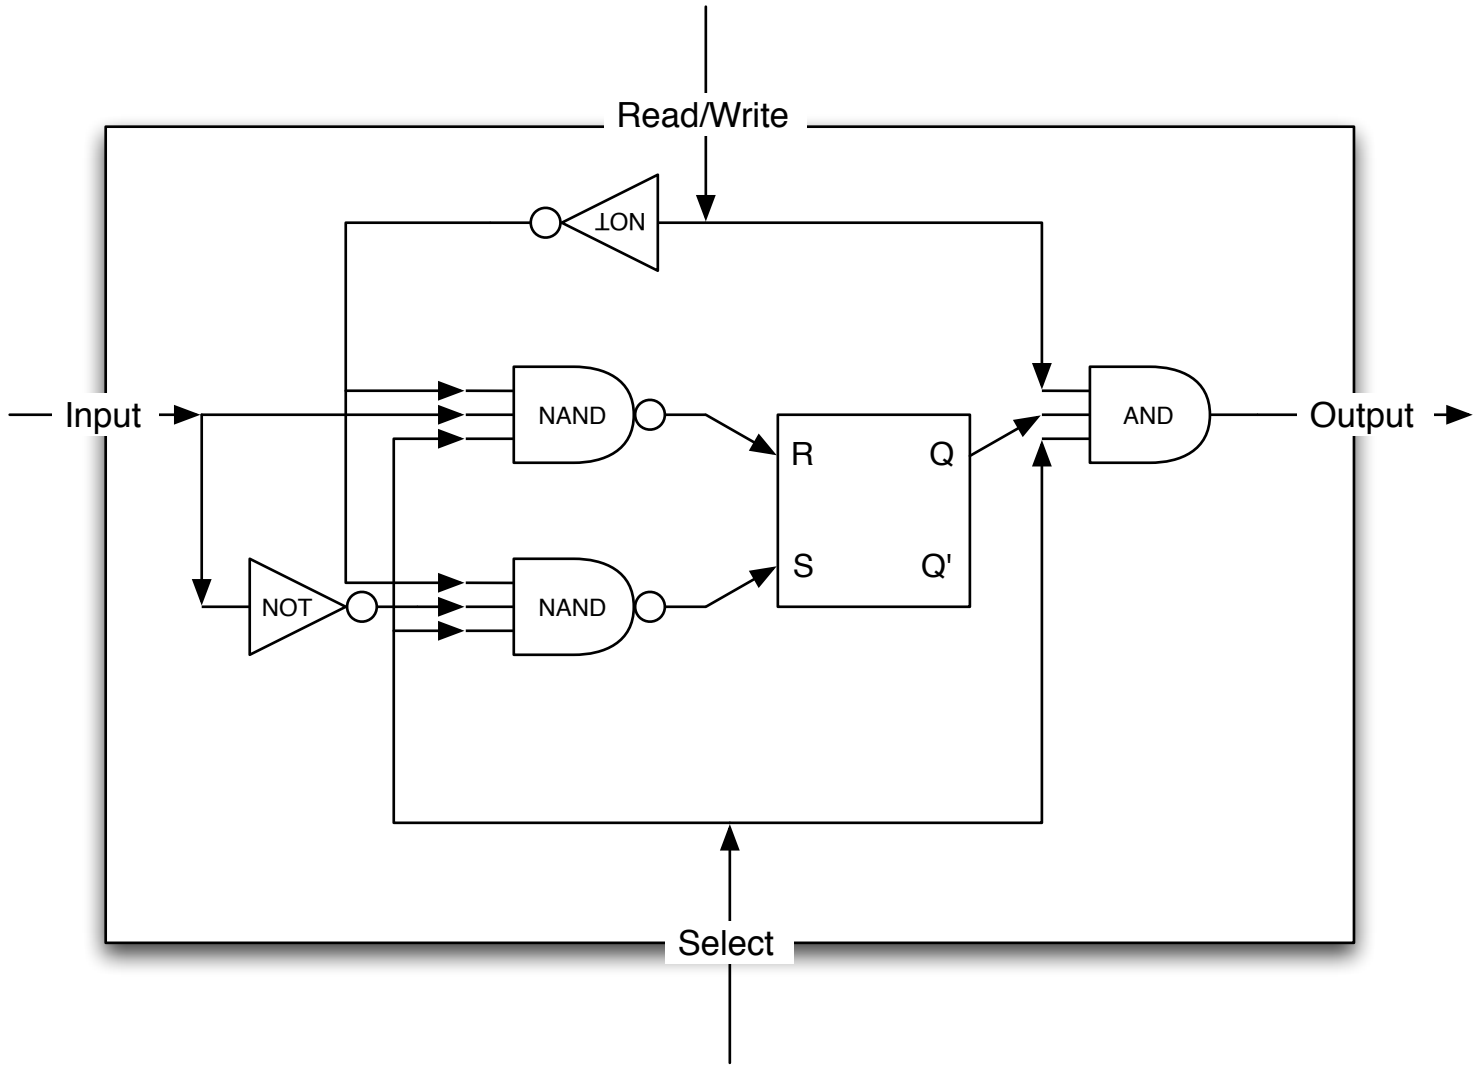 Read/Write
NOT
Input
NAND
AND
Output
R
Q
S
Q'
NOT
NAND
Select